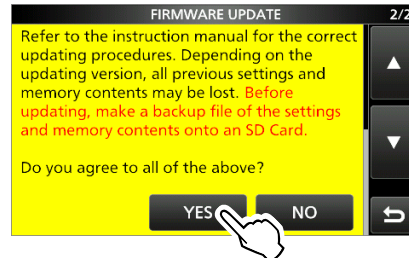 FIRMWARE UPDATE 2/2
Refer to the instruction manual for the correct
updating procedures. Depending on the
updating version, all previous settings and
memory contents may be lost. Before
updating, make a backup file of the settings
and memory contents onto an SD Card.
Do you agree to all of the above?
YES NO